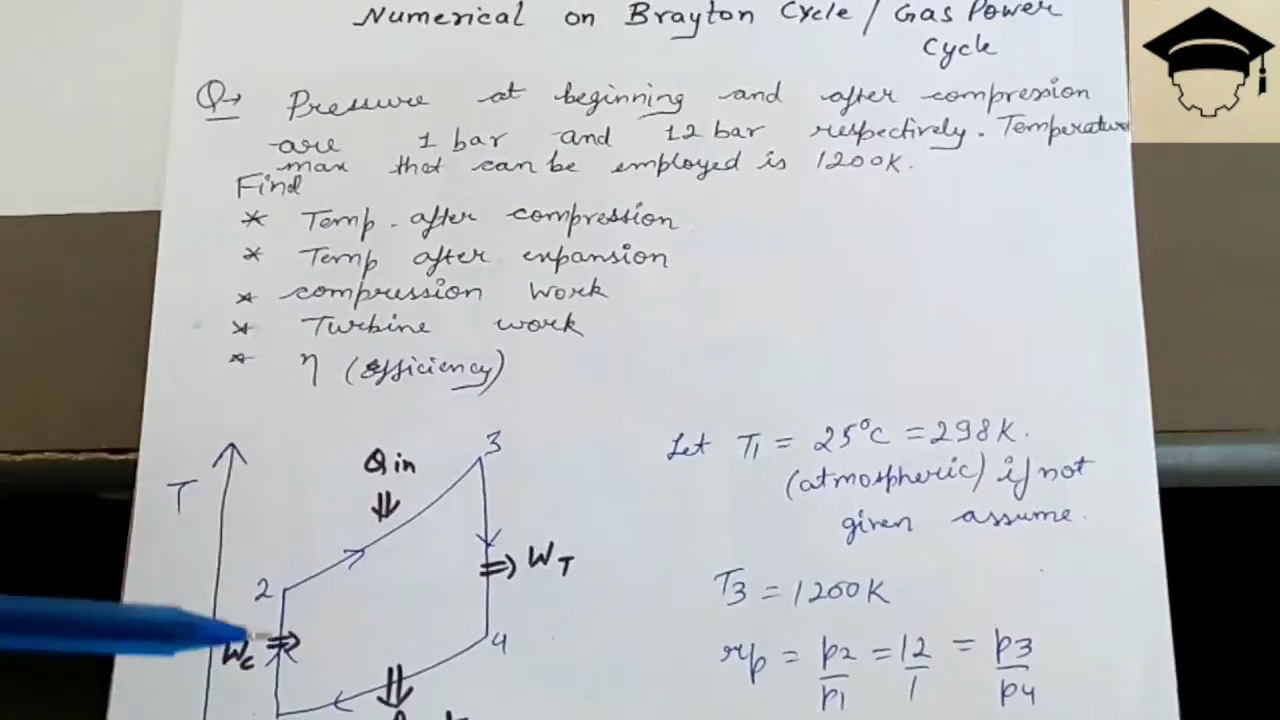 Numerical on Brayton Cycle / Gas Power
Cycle
Q→ Pressure at beginning and after compression
are 1 bar and 12 bar respectively. Temperature
max that can be employed is 1200K.
Find
* Temp. after compression
* Temp after expansion
* compression work
* Turbine work
* η (efficiency)
T
Q in
3
2
W_T
W_c
4
Let T1 = 25°C = 298K.
(atmospheric) if not
given assume.
T3 = 1200K
rp = p2/p1 = 12/1 = p3/p4